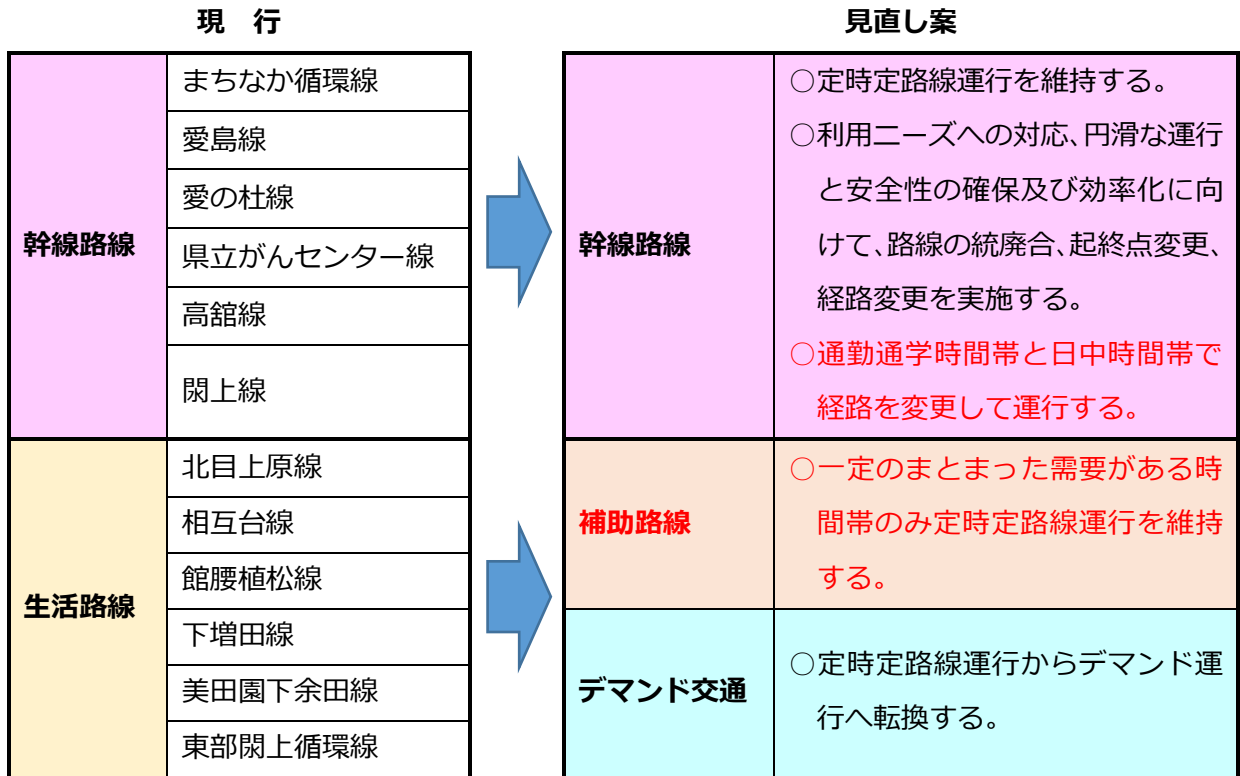 現　行
幹線路線
まちなか循環線
愛島線
愛の杜線
県立がんセンター線
高舘線
閖上線
生活路線
北目上原線
相互台線
館腰植松線
下増田線
美田園下余田線
東部閖上循環線
見直し案
幹線路線
○定時定路線運行を維持する。
○利用ニーズへの対応、円滑な運行
と安全性の確保及び効率化に向
けて、路線の統廃合、起終点変更、
経路変更を実施する。
○通勤通学時間帯と日中時間帯で
経路を変更して運行する。
補助路線
○一定のまとまった需要がある時
間帯のみ定時定路線運行を維持
する。
デマンド交通
○定時定路線運行からデマンド運
行へ転換する。